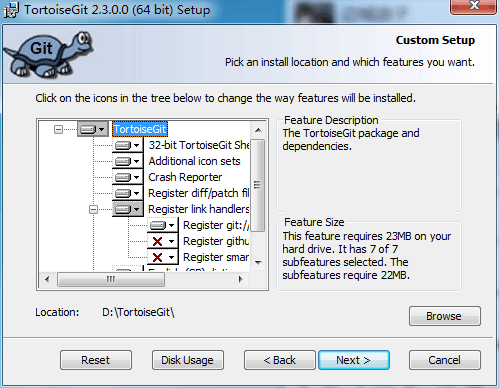 TortoiseGit 2.3.0.0 (64 bit) Setup
Git
Custom Setup
Pick an install location and which features you want.
Click on the icons in the tree below to change the way features will be installed.
TortoiseGit
32-bit TortoiseGit She
Additional icon sets
Crash Reporter
Register diff/patch fil
Register link handlers
Register git://
Register githu
Register smar
Feature Description
The TortoiseGit package and
dependencies.
Feature Size
This feature requires 23MB on your
hard drive. It has 7 of 7
subfeatures selected. The
subfeatures require 22MB.
Location: D:\TortoiseGit\
Browse
Reset Disk Usage < Back Next > Cancel